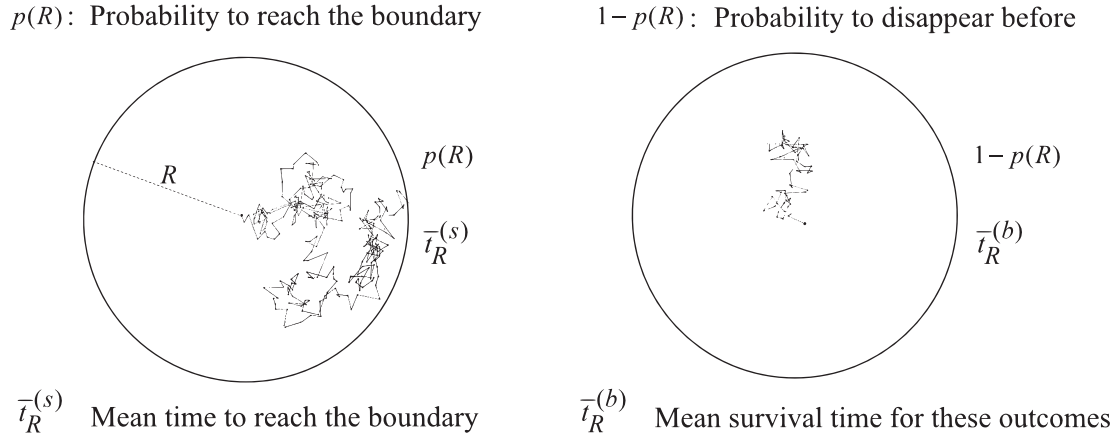 p(R): Probability to reach the boundary
1−p(R): Probability to disappear before
R
p(R)
t̅_R^(s)
1−p(R)
t̅_R^(b)
t̅_R^(s) Mean time to reach the boundary
t̅_R^(b) Mean survival time for these outcomes